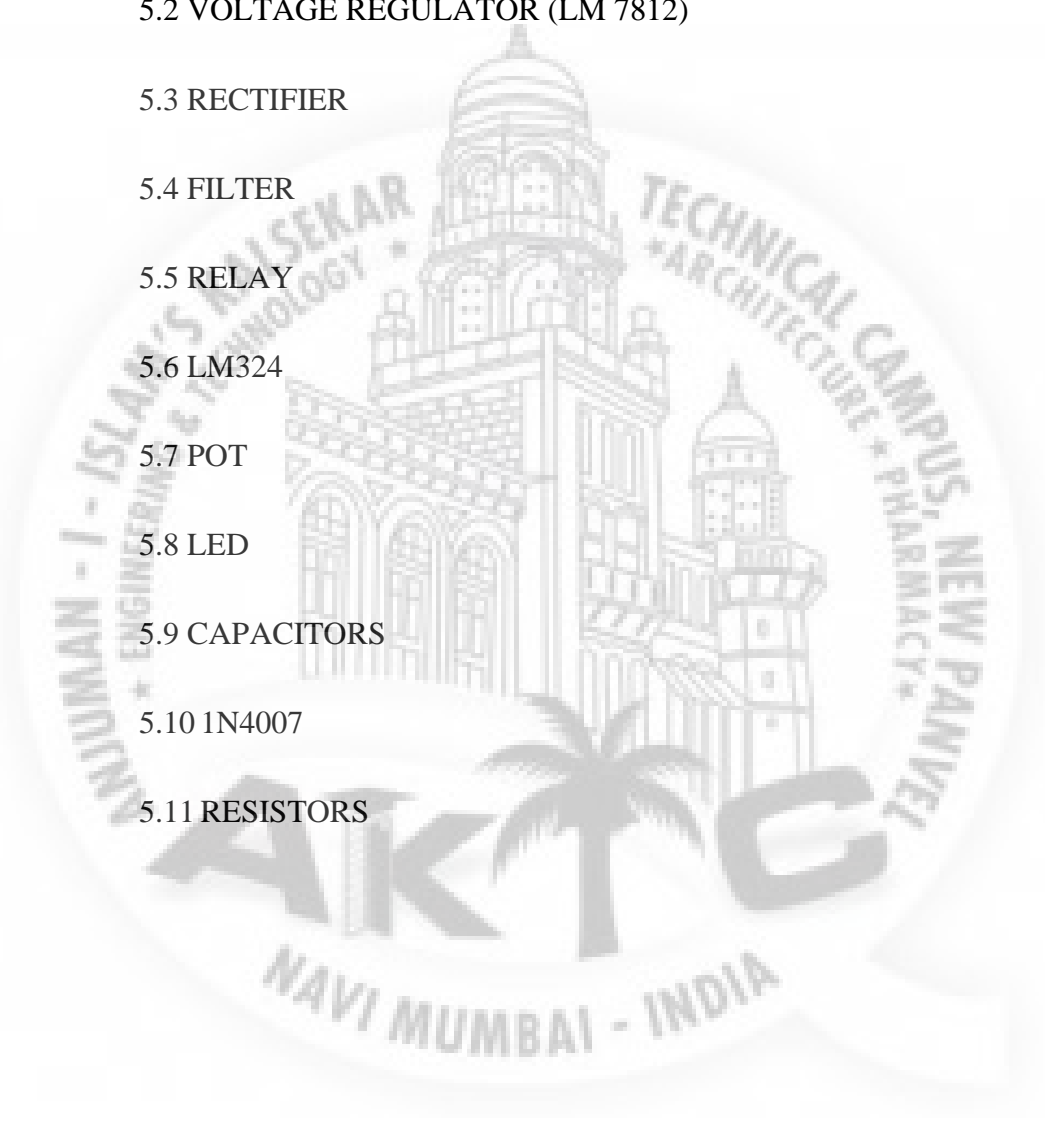 5.2 VOLTAGE REGULATOR (LM 7812)
5.3 RECTIFIER
5.4 FILTER
5.5 RELAY
5.6 LM324
5.7 POT
5.8 LED
5.9 CAPACITORS
5.10 1N4007
5.11 RESISTORS
ANJUMAN - I - ISLAM'S KALSEKAR TECHNICAL CAMPUS, NEW PANVEL
* ENGINEERING & TECHNOLOGY * *ARCHITECTURE * PHARMACY*
AKTC
NAVI MUMBAI - INDIA